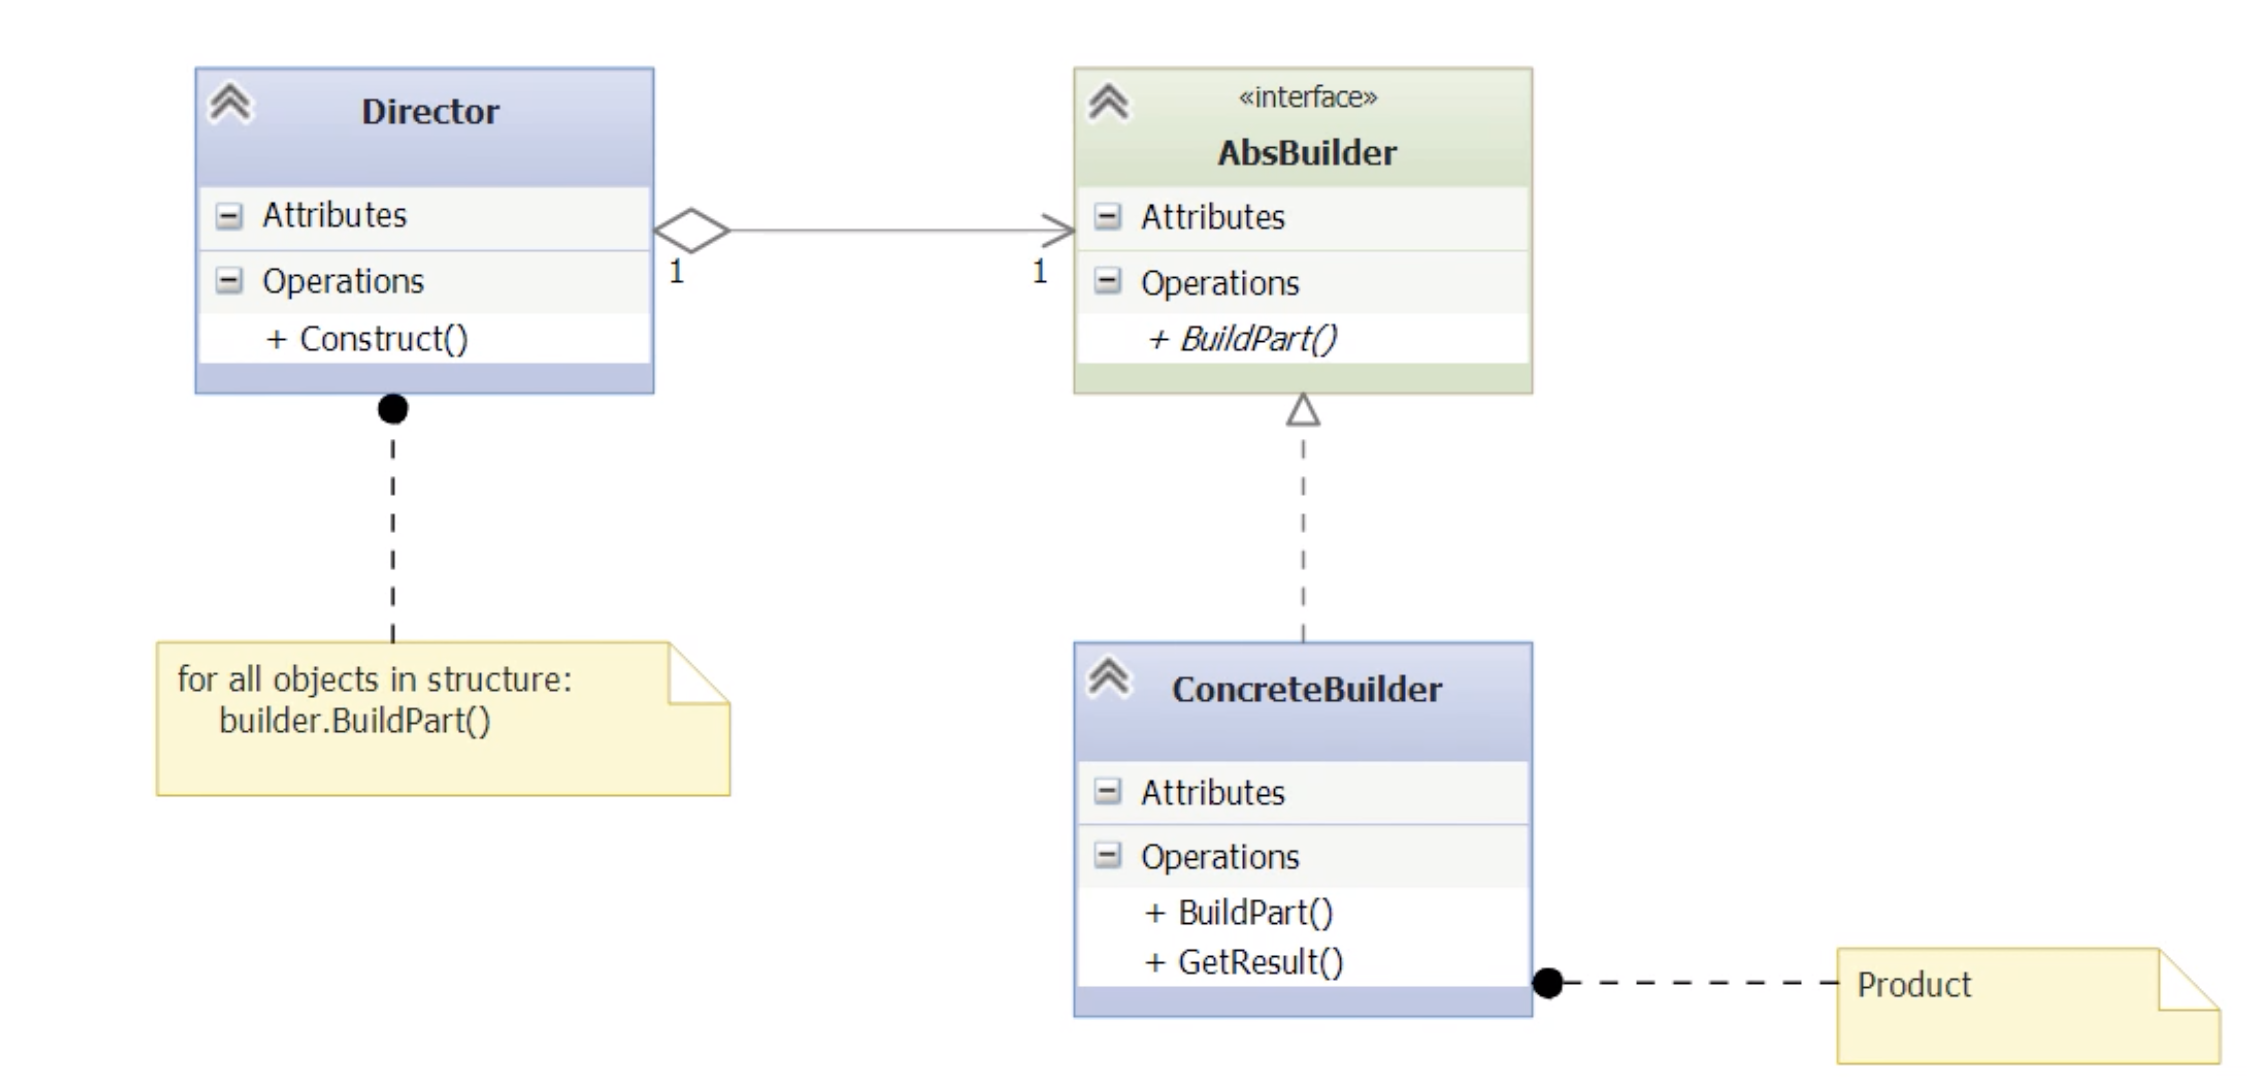 Director
Attributes
Operations
+ Construct()
1
1
«interface»
AbsBuilder
Attributes
Operations
+ BuildPart()
for all objects in structure:
builder.BuildPart()
ConcreteBuilder
Attributes
Operations
+ BuildPart()
+ GetResult()
Product